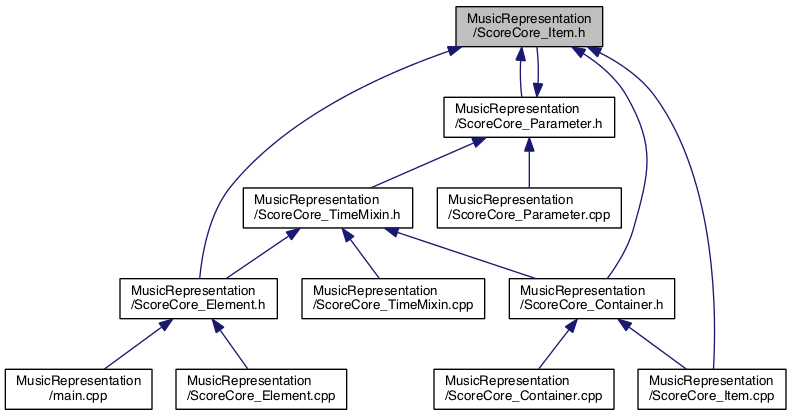 MusicRepresentation
/ScoreCore_Item.h
MusicRepresentation
/ScoreCore_Parameter.h
MusicRepresentation
/ScoreCore_TimeMixin.h
MusicRepresentation
/ScoreCore_Parameter.cpp
MusicRepresentation
/ScoreCore_Element.h
MusicRepresentation
/ScoreCore_TimeMixin.cpp
MusicRepresentation
/ScoreCore_Container.h
MusicRepresentation
/main.cpp
MusicRepresentation
/ScoreCore_Element.cpp
MusicRepresentation
/ScoreCore_Container.cpp
MusicRepresentation
/ScoreCore_Item.cpp